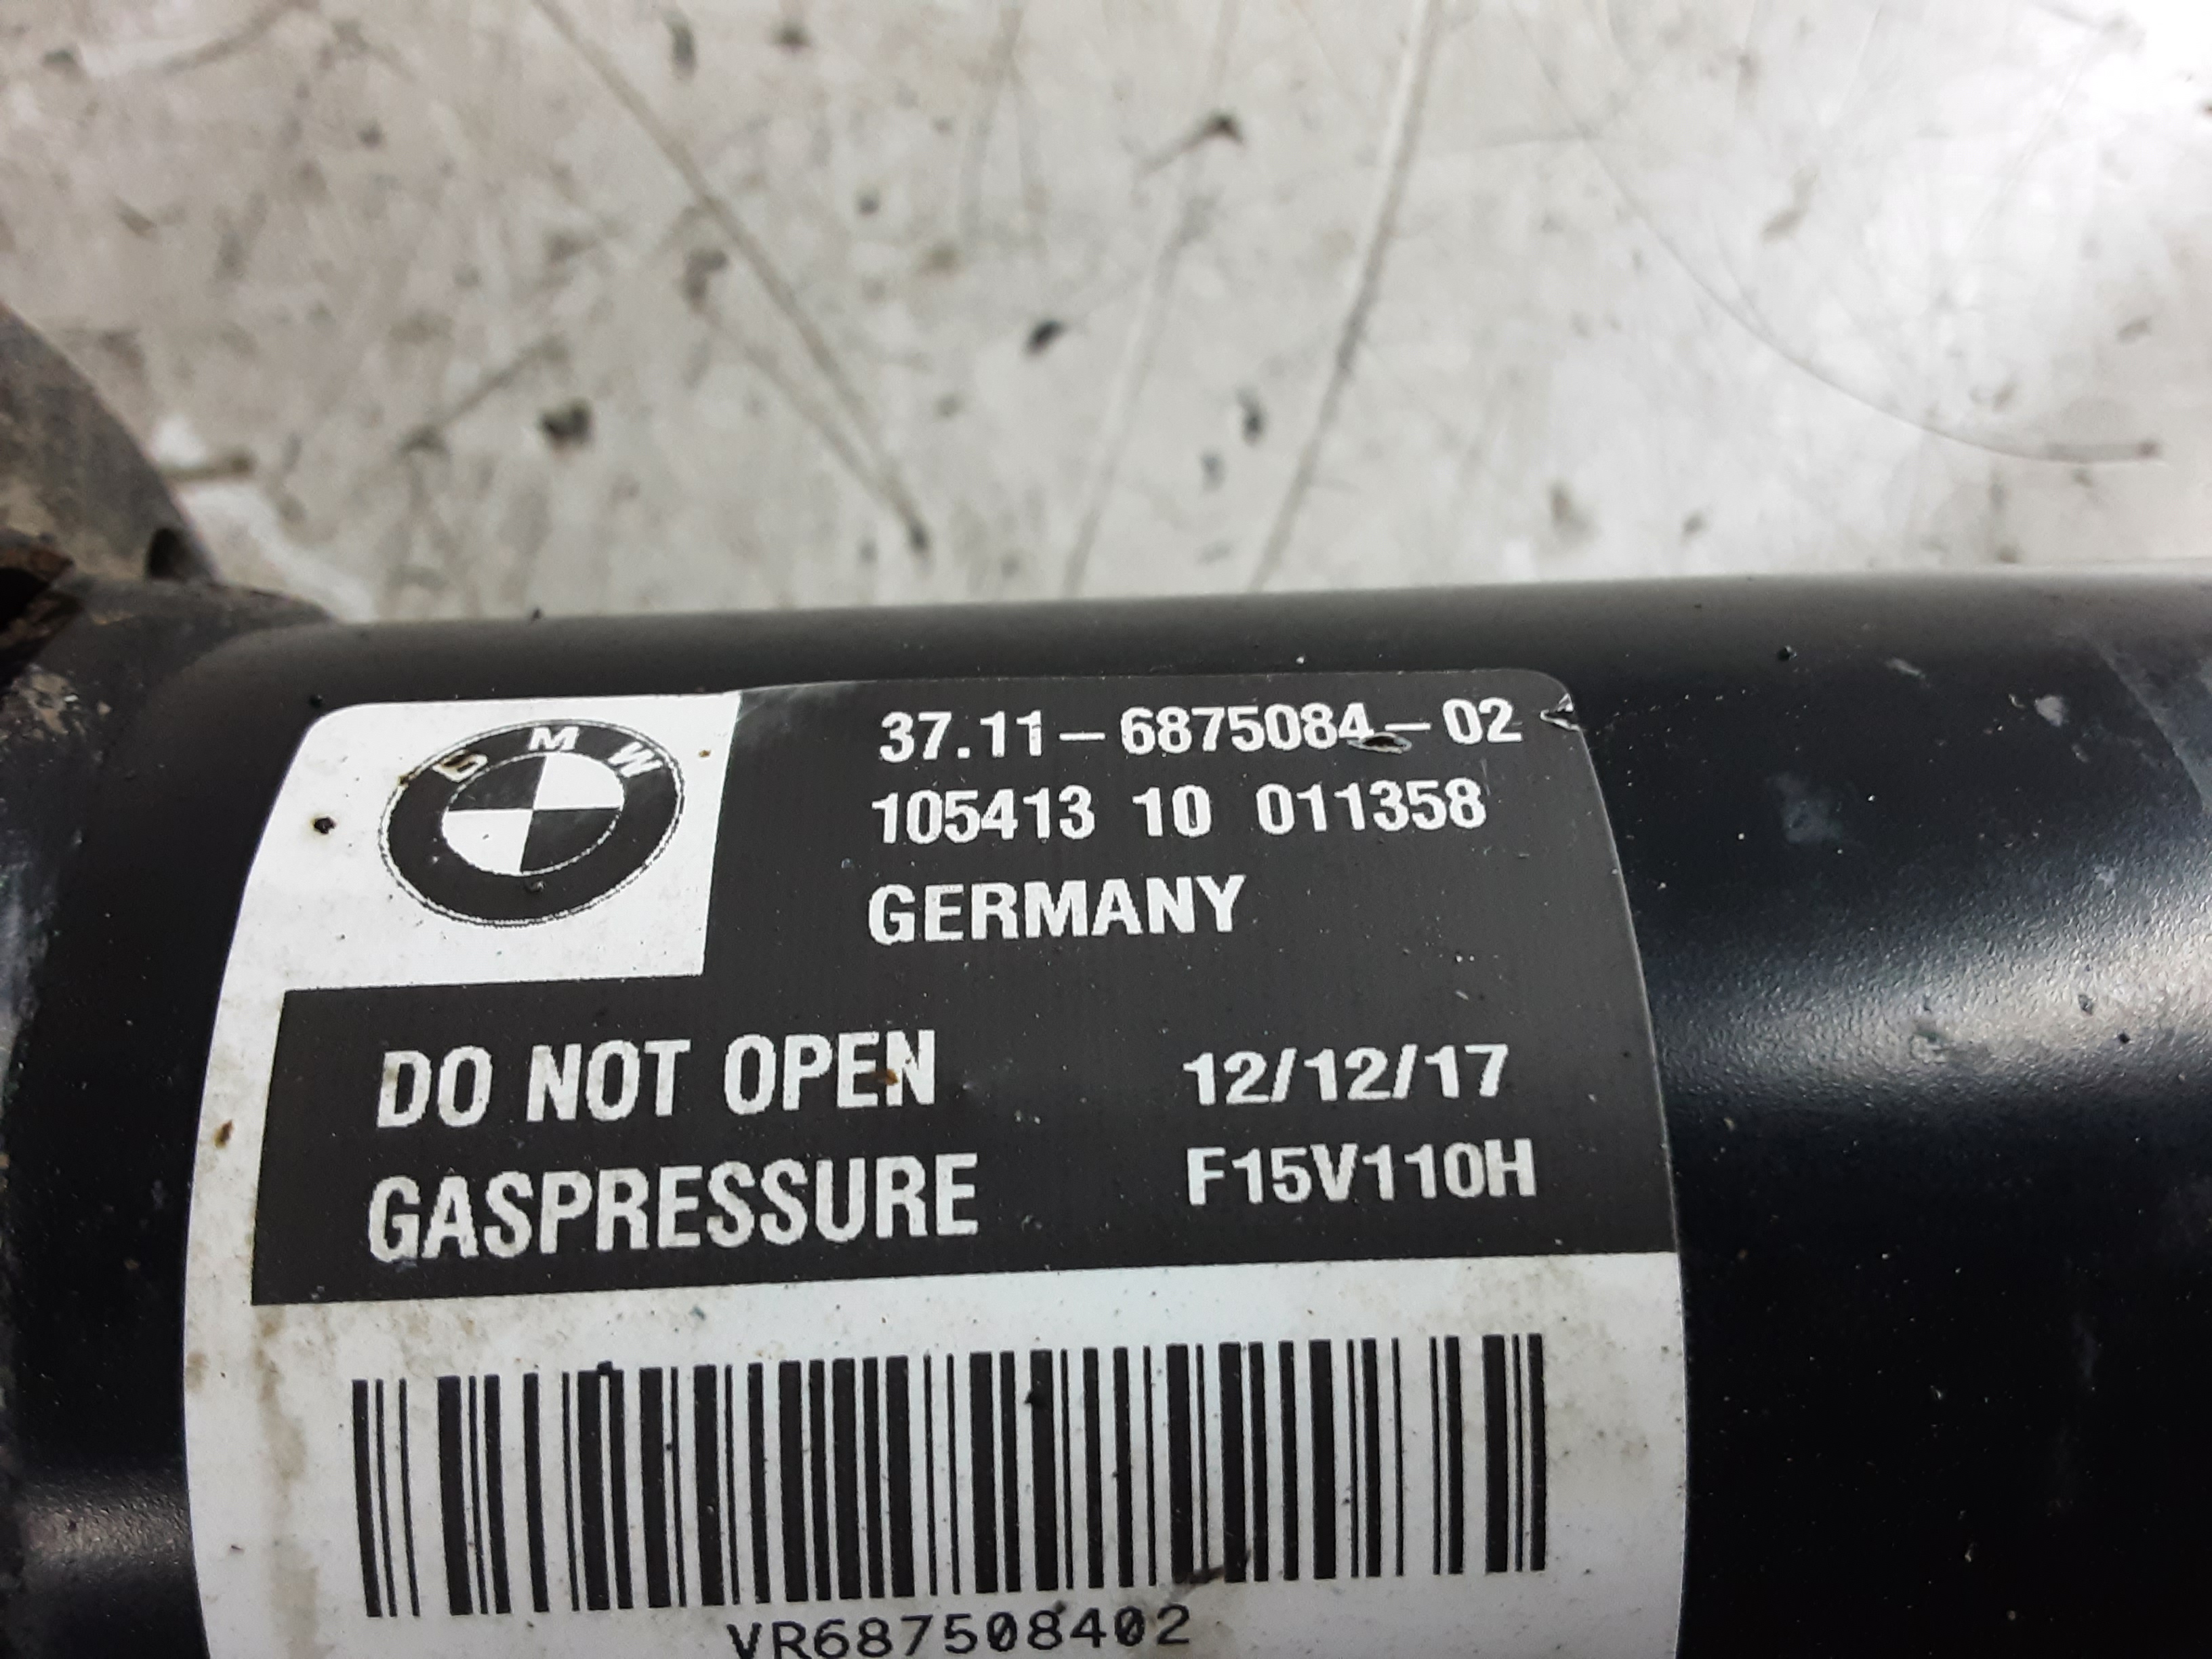 BMW
37.11-6875084-02
105413 10 011358
GERMANY
DO NOT OPEN
12/12/17
GASPRESSURE
F15V110H
VR687508402